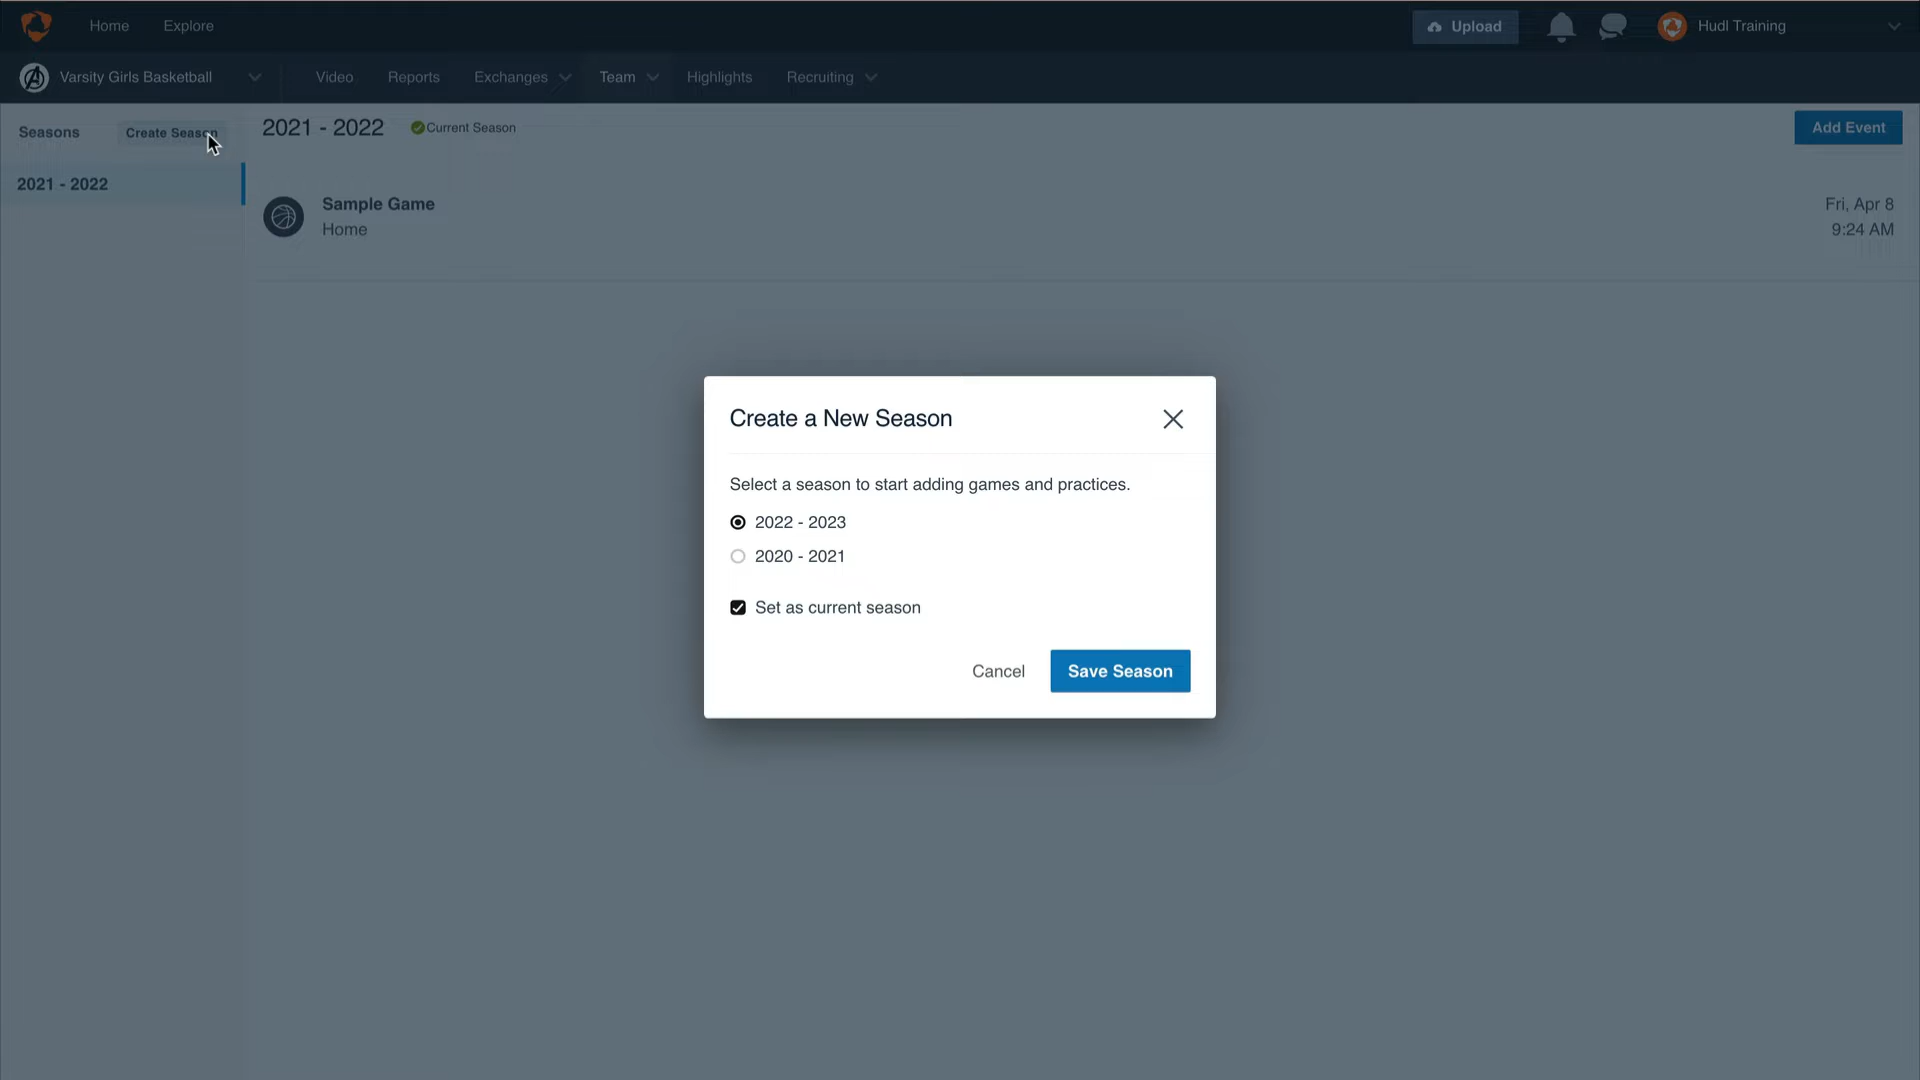 Home Explore Upload Hudl Training
Varsity Girls Basketball Video Reports Exchanges Team Highlights Recruiting
Seasons Create Season 2021 - 2022 Current Season Add Event
2021 - 2022
Sample Game Fri, Apr 8
Home 9:24 AM
Create a New Season
Select a season to start adding games and practices.
2022 - 2023
2020 - 2021
Set as current season
Cancel Save Season